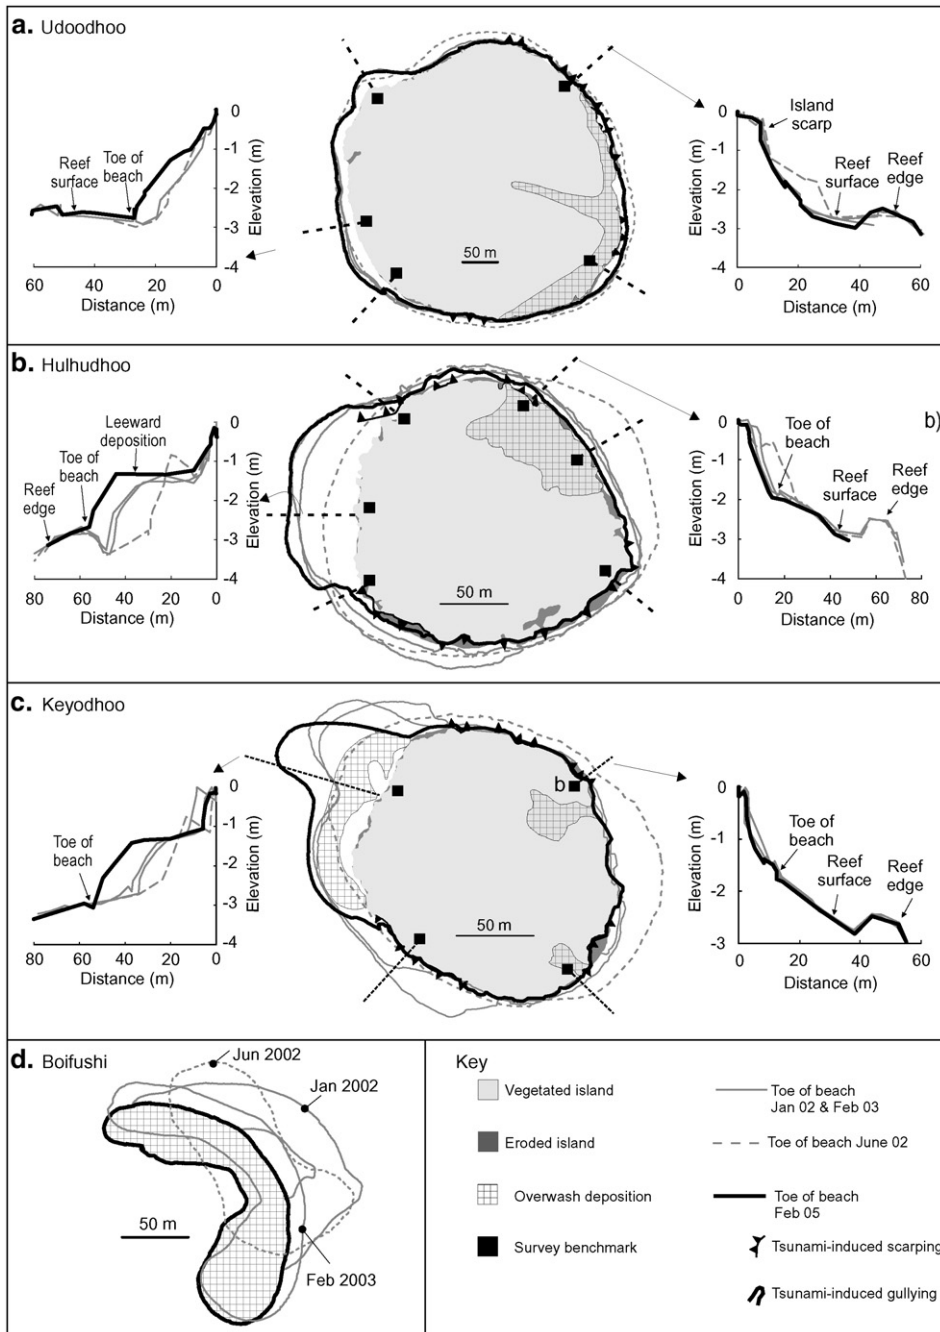 a. Udoodhoo
0
-1
-2
-3
-4
Elevation (m)
Reef
surface
Toe of
beach
60
40
20
0
Distance (m)
50 m
0
-1
-2
-3
-4
Elevation (m)
Island
scarp
Reef
surface
Reef
edge
0
20
40
60
Distance (m)
b. Hulhudhoo
0
-1
-2
-3
-4
Elevation (m)
Leeward
deposition
Toe of
beach
Reef
edge
80
60
40
20
0
Distance (m)
50 m
0
-1
-2
-3
-4
Elevation (m)
Toe of
beach
Reef
surface
Reef
edge
b)
0
20
40
60
80
Distance (m)
c. Keyodhoo
0
-1
-2
-3
-4
Elevation (m)
Toe of
beach
80
60
40
20
0
Distance (m)
b
50 m
0
-1
-2
-3
Elevation (m)
Toe of
beach
Reef
surface
Reef
edge
0
20
40
60
Distance (m)
d. Boifushi
Jun 2002
Jan 2002
50 m
Feb 2003
Key
Vegetated island
Eroded island
Overwash deposition
Survey benchmark
Toe of beach
Jan 02 & Feb 03
Toe of beach June 02
Toe of beach
Feb 05
Tsunami-induced scarping
Tsunami-induced gullying